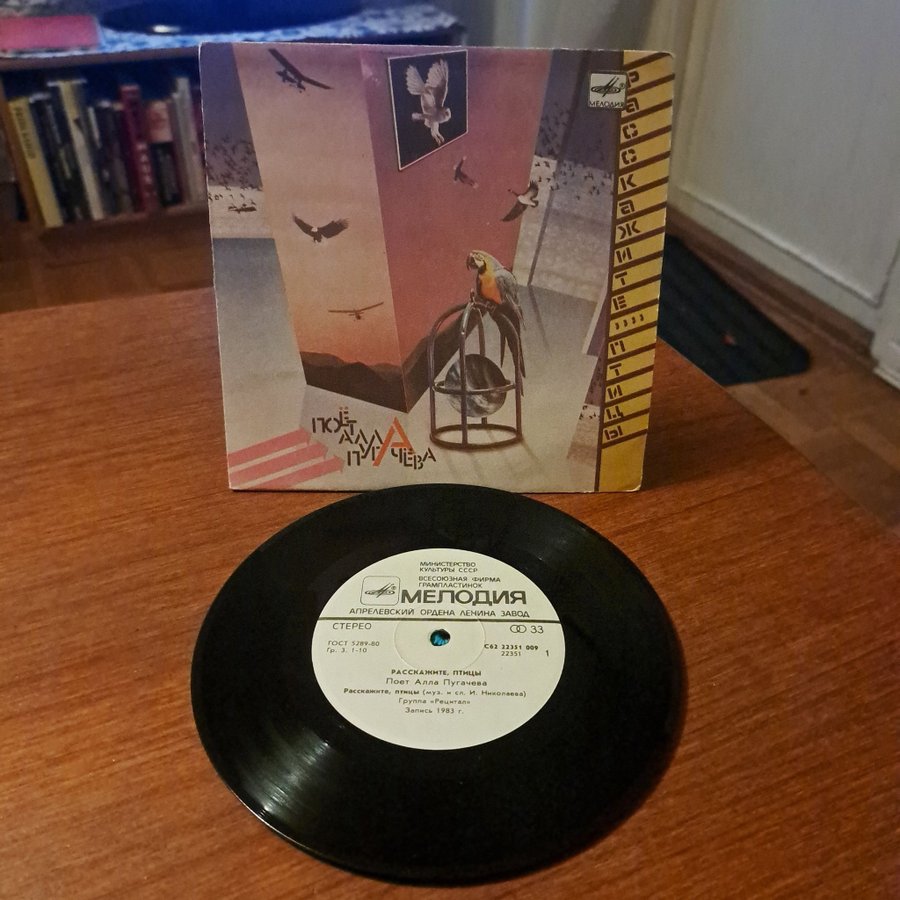 МЕЛОДИЯ
РАССКАЖИТЕ,,,,ПТИЦЫ
ПОЁТ
АЛЛА
ПУГАЧЁВА
МИНИСТЕРСТВО
КУЛЬТУРЫ СССР
ВСЕСОЮЗНАЯ ФИРМА
ГРАМПЛАСТИНОК
МЕЛОДИЯ
АПРЕЛЕВСКИЙ ОРДЕНА ЛЕНИНА ЗАВОД
СТЕРЕО 33
ГОСТ 5289-80 С62 22351 009
Гр. 3. 1-10 22351 1
РАССКАЖИТЕ, ПТИЦЫ
Поет Алла Пугачева
Расскажите, птицы (муз. и сл. И. Николаева)
Группа «Рецитал»
Запись 1983 г.